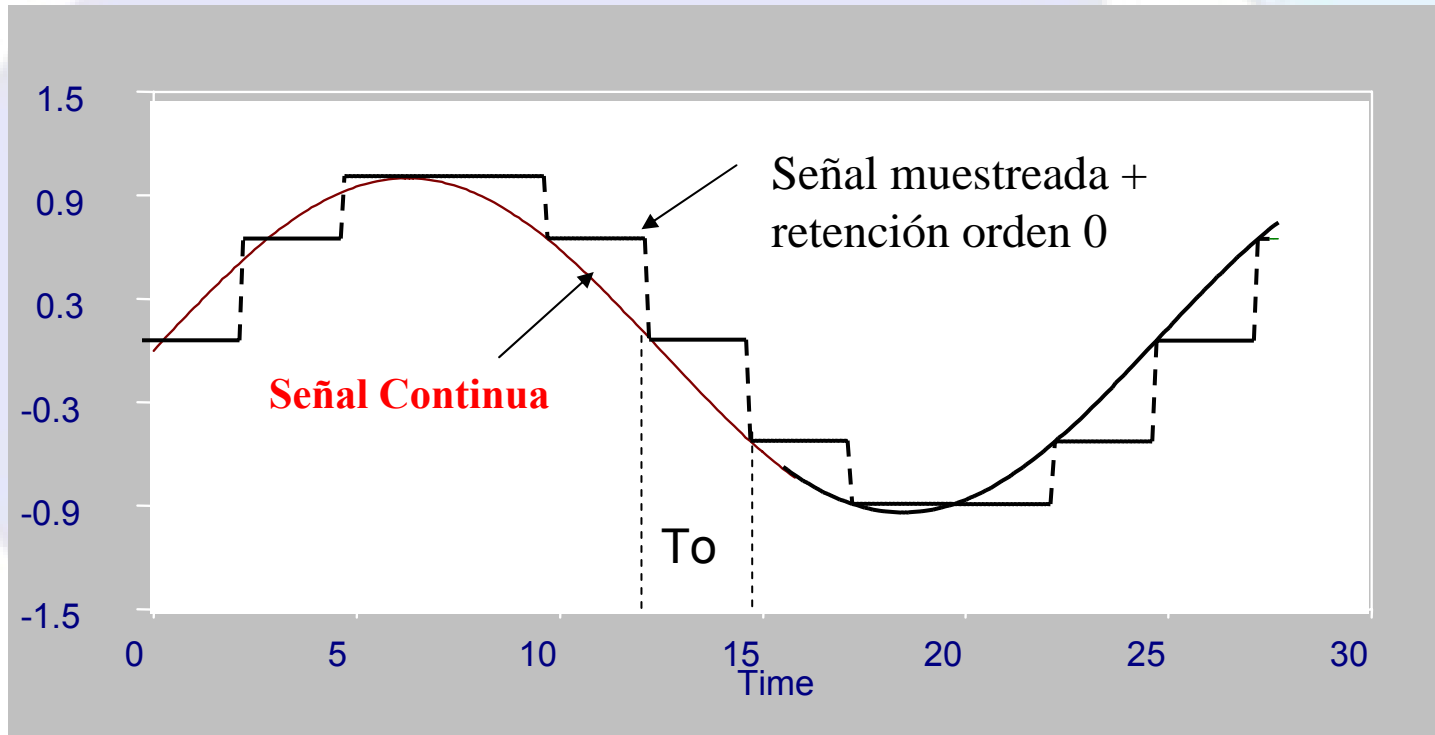 1.5
0.9
0.3
-0.3
-0.9
-1.5
Señal muestreada +
retención orden 0
Señal Continua
To
0 5 10 15 20 25 30
Time